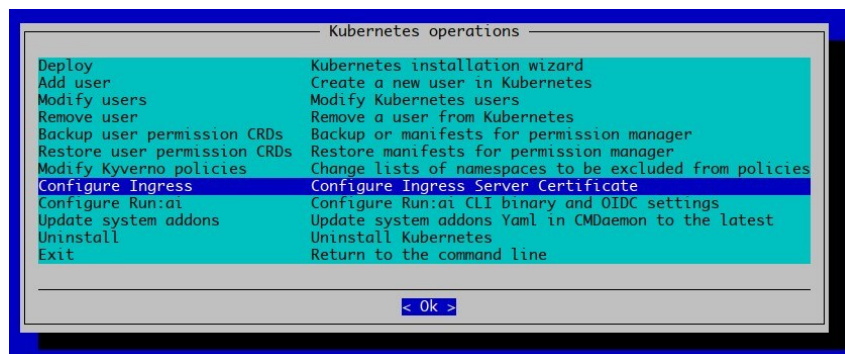 Kubernetes operations
Deploy Kubernetes installation wizard
Add user Create a new user in Kubernetes
Modify users Modify Kubernetes users
Remove user Remove a user from Kubernetes
Backup user permission CRDs Backup or manifests for permission manager
Restore user permission CRDs Restore manifests for permission manager
Modify Kyverno policies Change lists of namespaces to be excluded from policies
Configure Ingress Configure Ingress Server Certificate
Configure Run:ai Configure Run:ai CLI binary and OIDC settings
Update system addons Update system addons Yaml in CMDaemon to the latest
Uninstall Uninstall Kubernetes
Exit Return to the command line
< Ok >